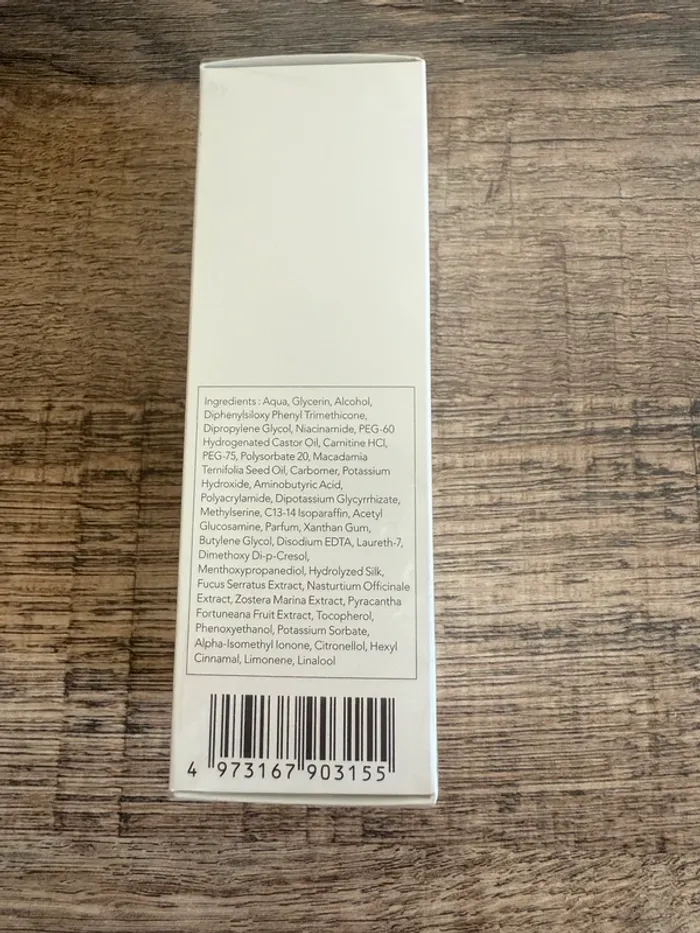 Ingredients : Aqua, Glycerin, Alcohol,
Diphenylsiloxy Phenyl Trimethicone,
Dipropylene Glycol, Niacinamide, PEG-60
Hydrogenated Castor Oil, Carnitine HCl,
PEG-75, Polysorbate 20, Macadamia
Ternifolia Seed Oil, Carbomer, Potassium
Hydroxide, Aminobutyric Acid,
Polyacrylamide, Dipotassium Glycyrrhizate,
Methylserine, C13-14 Isoparaffin, Acetyl
Glucosamine, Parfum, Xanthan Gum,
Butylene Glycol, Disodium EDTA, Laureth-7,
Dimethoxy Di-p-Cresol,
Menthoxypropanediol, Hydrolyzed Silk,
Fucus Serratus Extract, Nasturtium Officinale
Extract, Zostera Marina Extract, Pyracantha
Fortuneana Fruit Extract, Tocopherol,
Phenoxyethanol, Potassium Sorbate,
Alpha-Isomethyl Ionone, Citronellol, Hexyl
Cinnamal, Limonene, Linalool
4 973167 903155